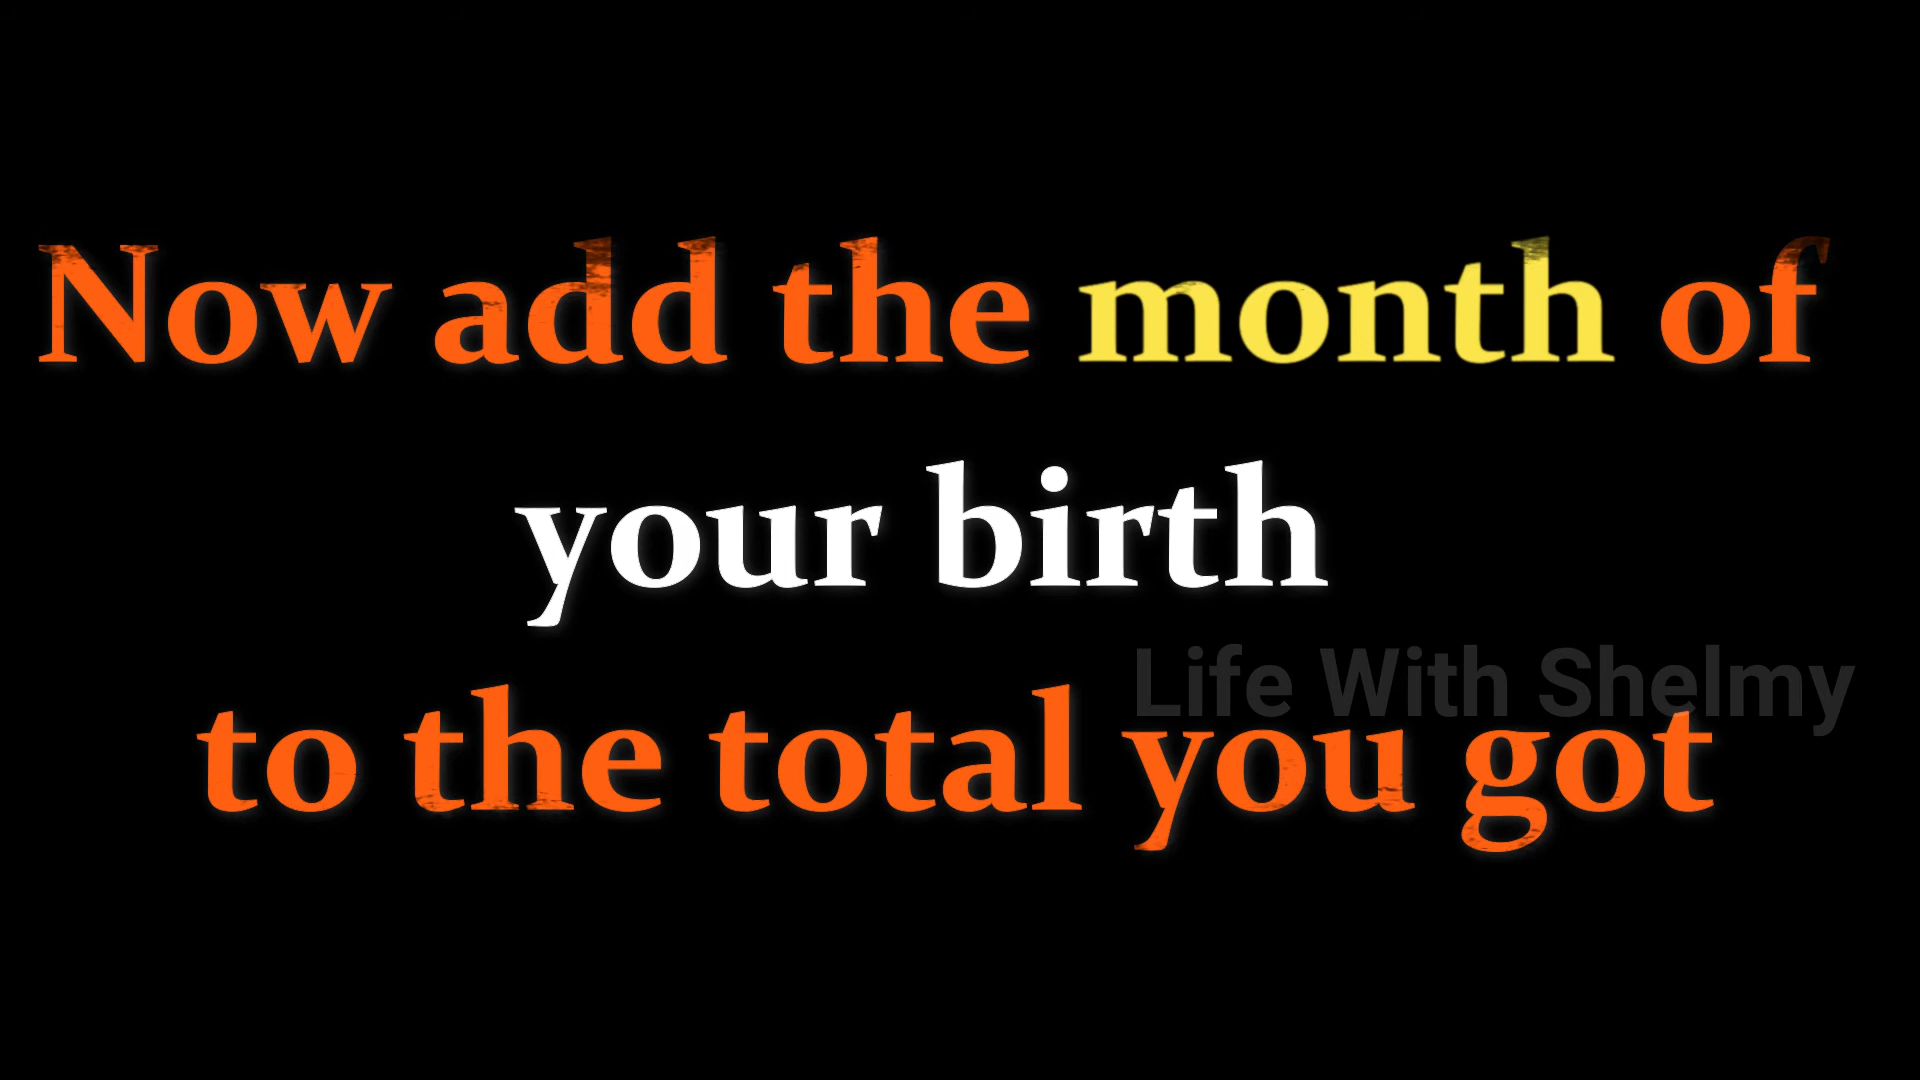 Now add the month of
your birth
Life With Shelmy
to the total you got